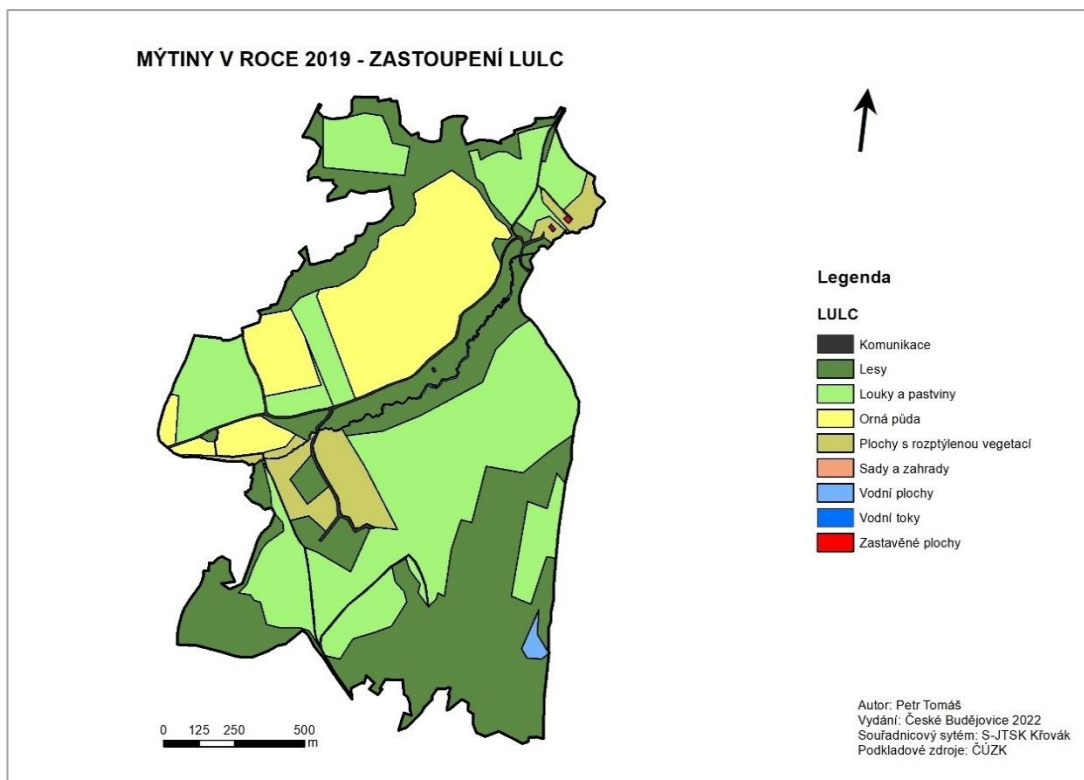 MÝTINY V ROCE 2019 - ZASTOUPENÍ LULC
Legenda
LULC
Komunikace
Lesy
Louky a pastviny
Orná půda
Plochy s rozptýlenou vegetací
Sady a zahrady
Vodní plochy
Vodní toky
Zastavěné plochy
0 125 250 500
m
Autor: Petr Tomáš
Vydání: České Budějovice 2022
Souřadnicový sytém: S-JTSK Křovák
Podkladové zdroje: ČÚZK